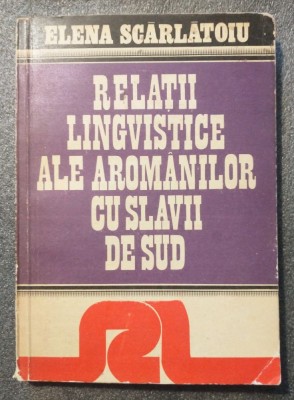 ELENA SCĂRLĂTOIU
RELAȚII
LINGVISTICE
ALE AROMÂNILOR
CU SLAVII
DE SUD